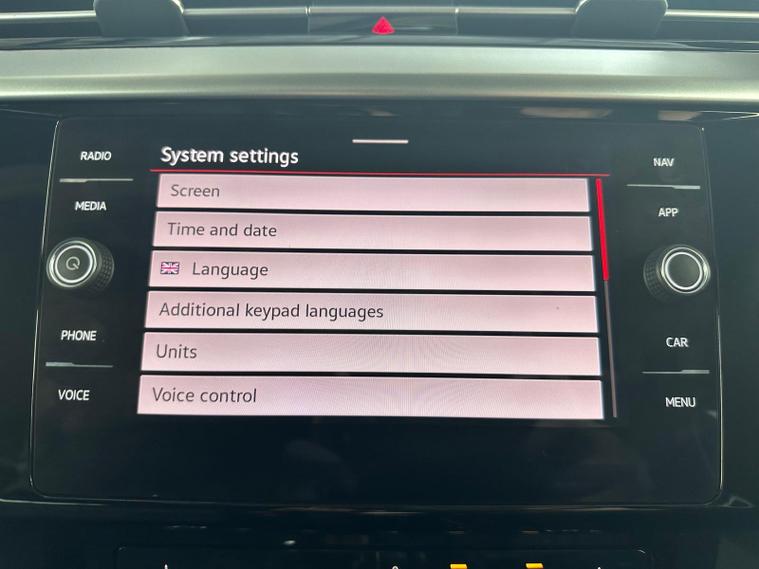 System settings
RADIO
MEDIA
PHONE
VOICE
Screen
Time and date
Language
Additional keypad languages
Units
Voice control
NAV
APP
CAR
MENU